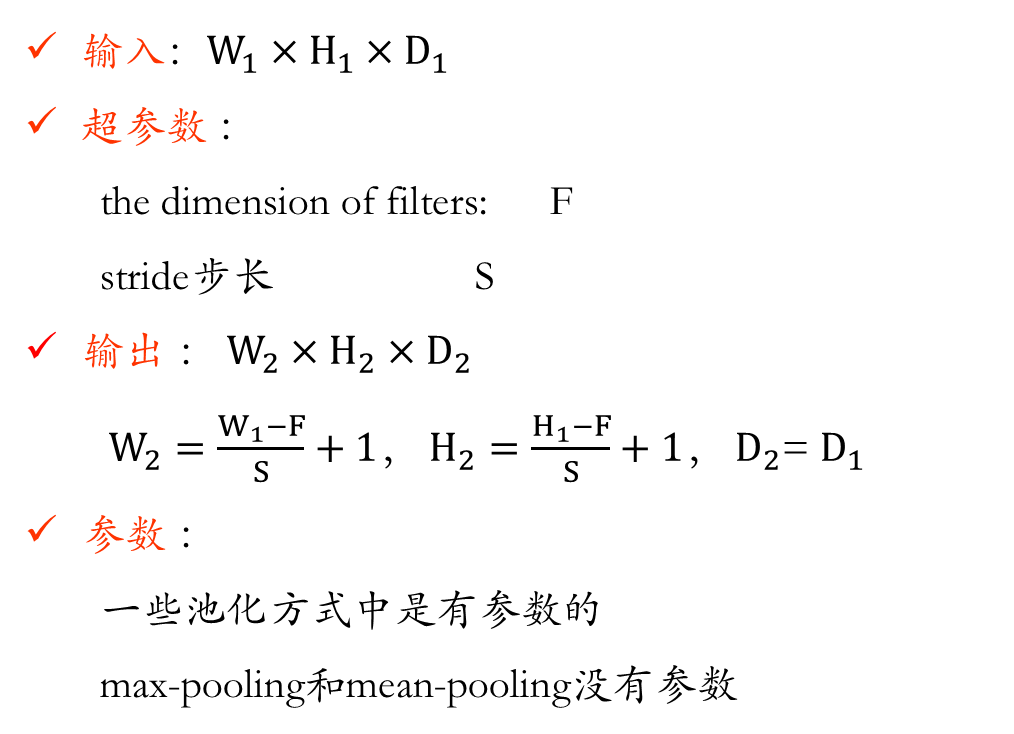 ✓ 输入: W₁ × H₁ × D₁
✓ 超参数:
the dimension of filters: F
stride步长 S
✓ 输出: W₂ × H₂ × D₂
W₂ = (W₁−F)/S + 1, H₂ = (H₁−F)/S + 1, D₂= D₁
✓ 参数:
一些池化方式中是有参数的
max-pooling和mean-pooling没有参数